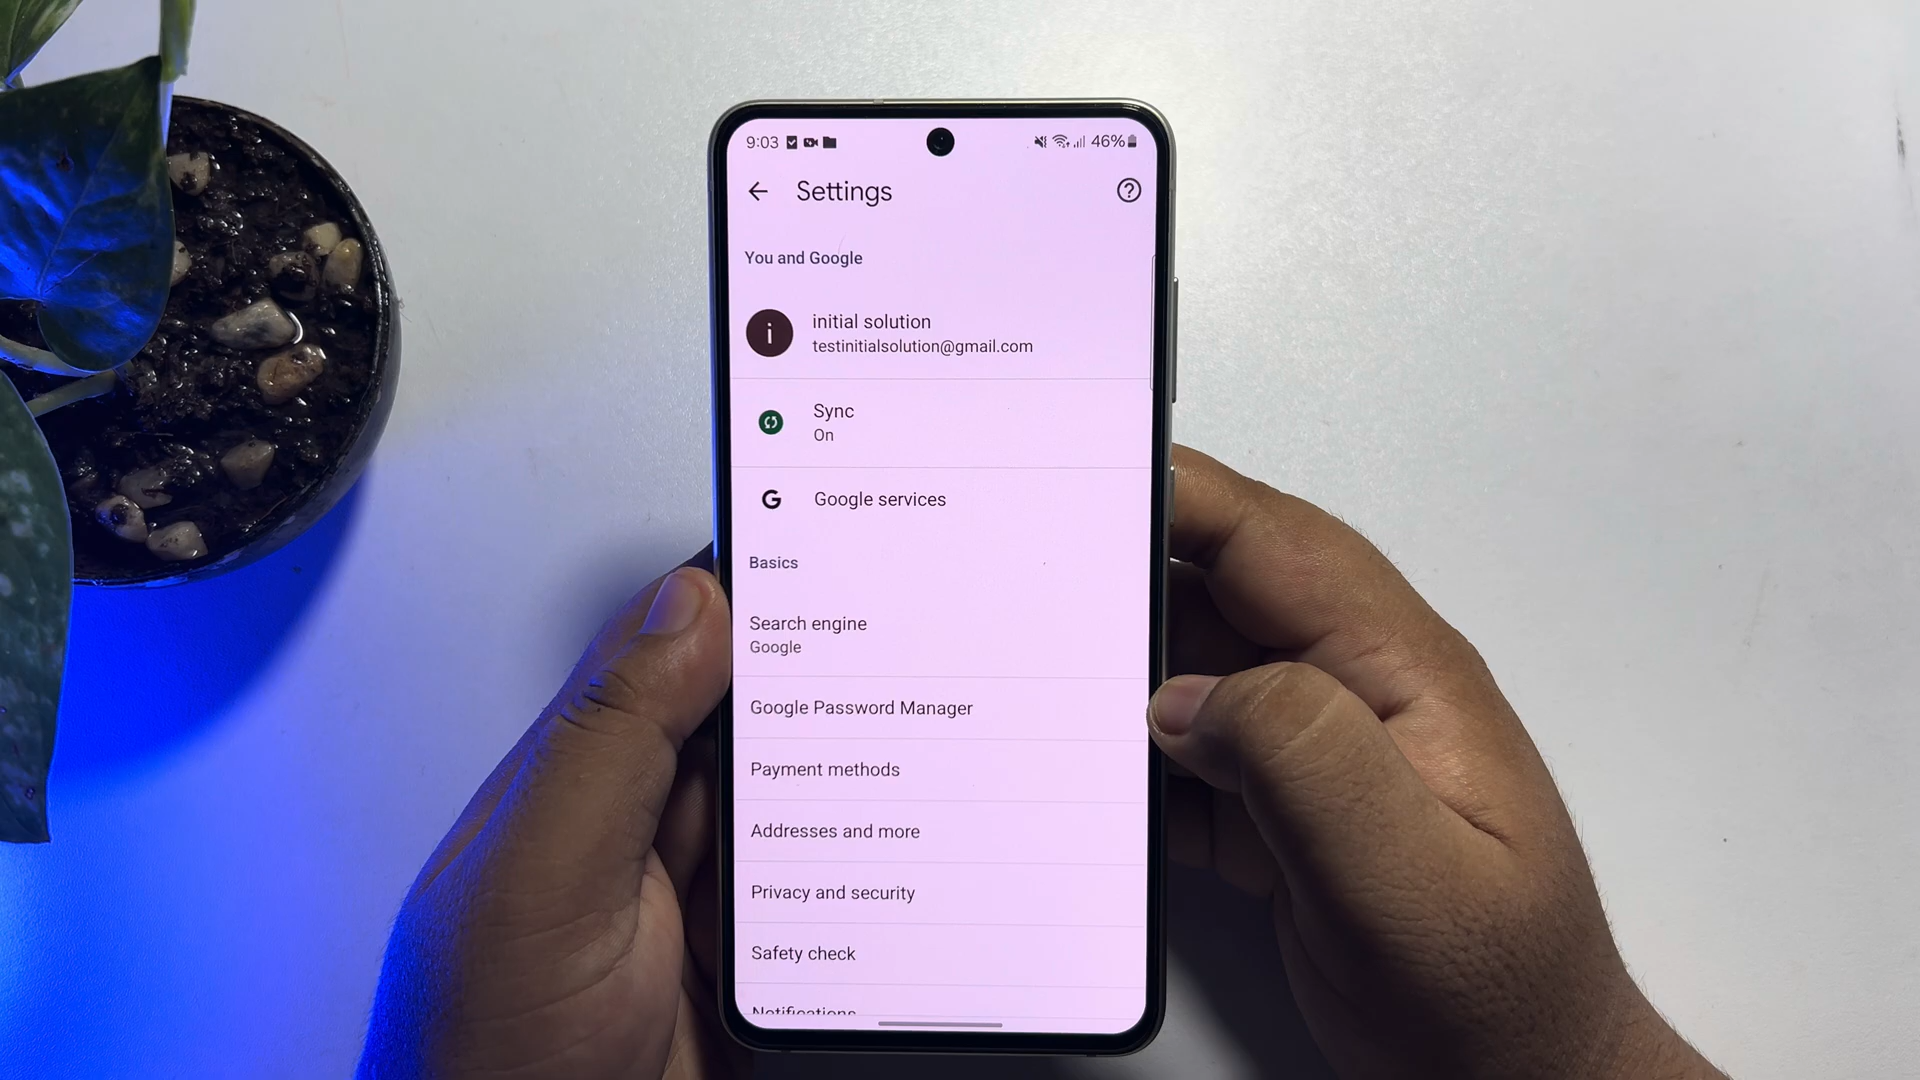 9:03 46%
Settings
You and Google
i
initial solution
testinitialsolution@gmail.com
Sync
On
G
Google services
Basics
Search engine
Google
Google Password Manager
Payment methods
Addresses and more
Privacy and security
Safety check
Notifications